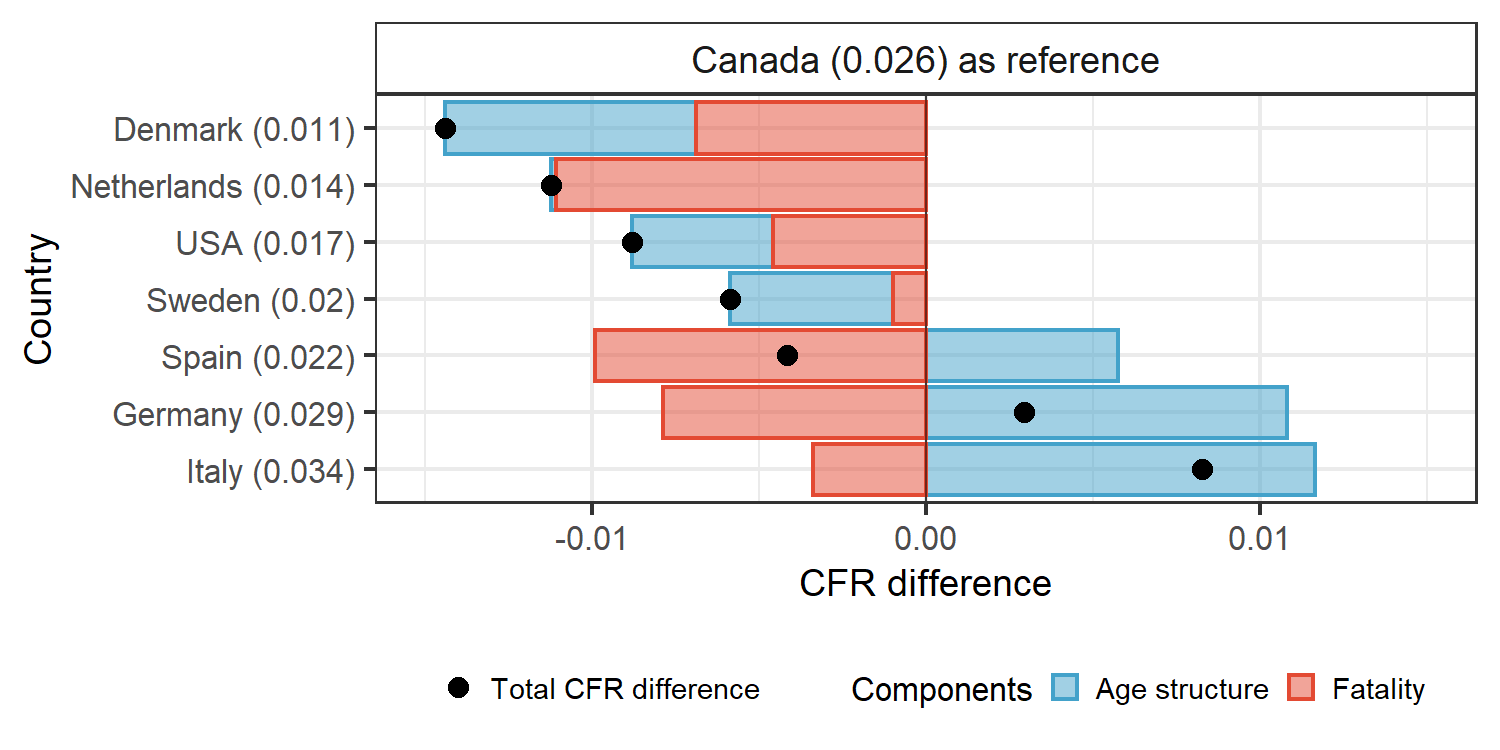 Canada (0.026) as reference
Denmark (0.011)
Netherlands (0.014)
USA (0.017)
Sweden (0.02)
Spain (0.022)
Germany (0.029)
Italy (0.034)
Country
-0.01 0.00 0.01
CFR difference
Total CFR difference Components Age structure Fatality